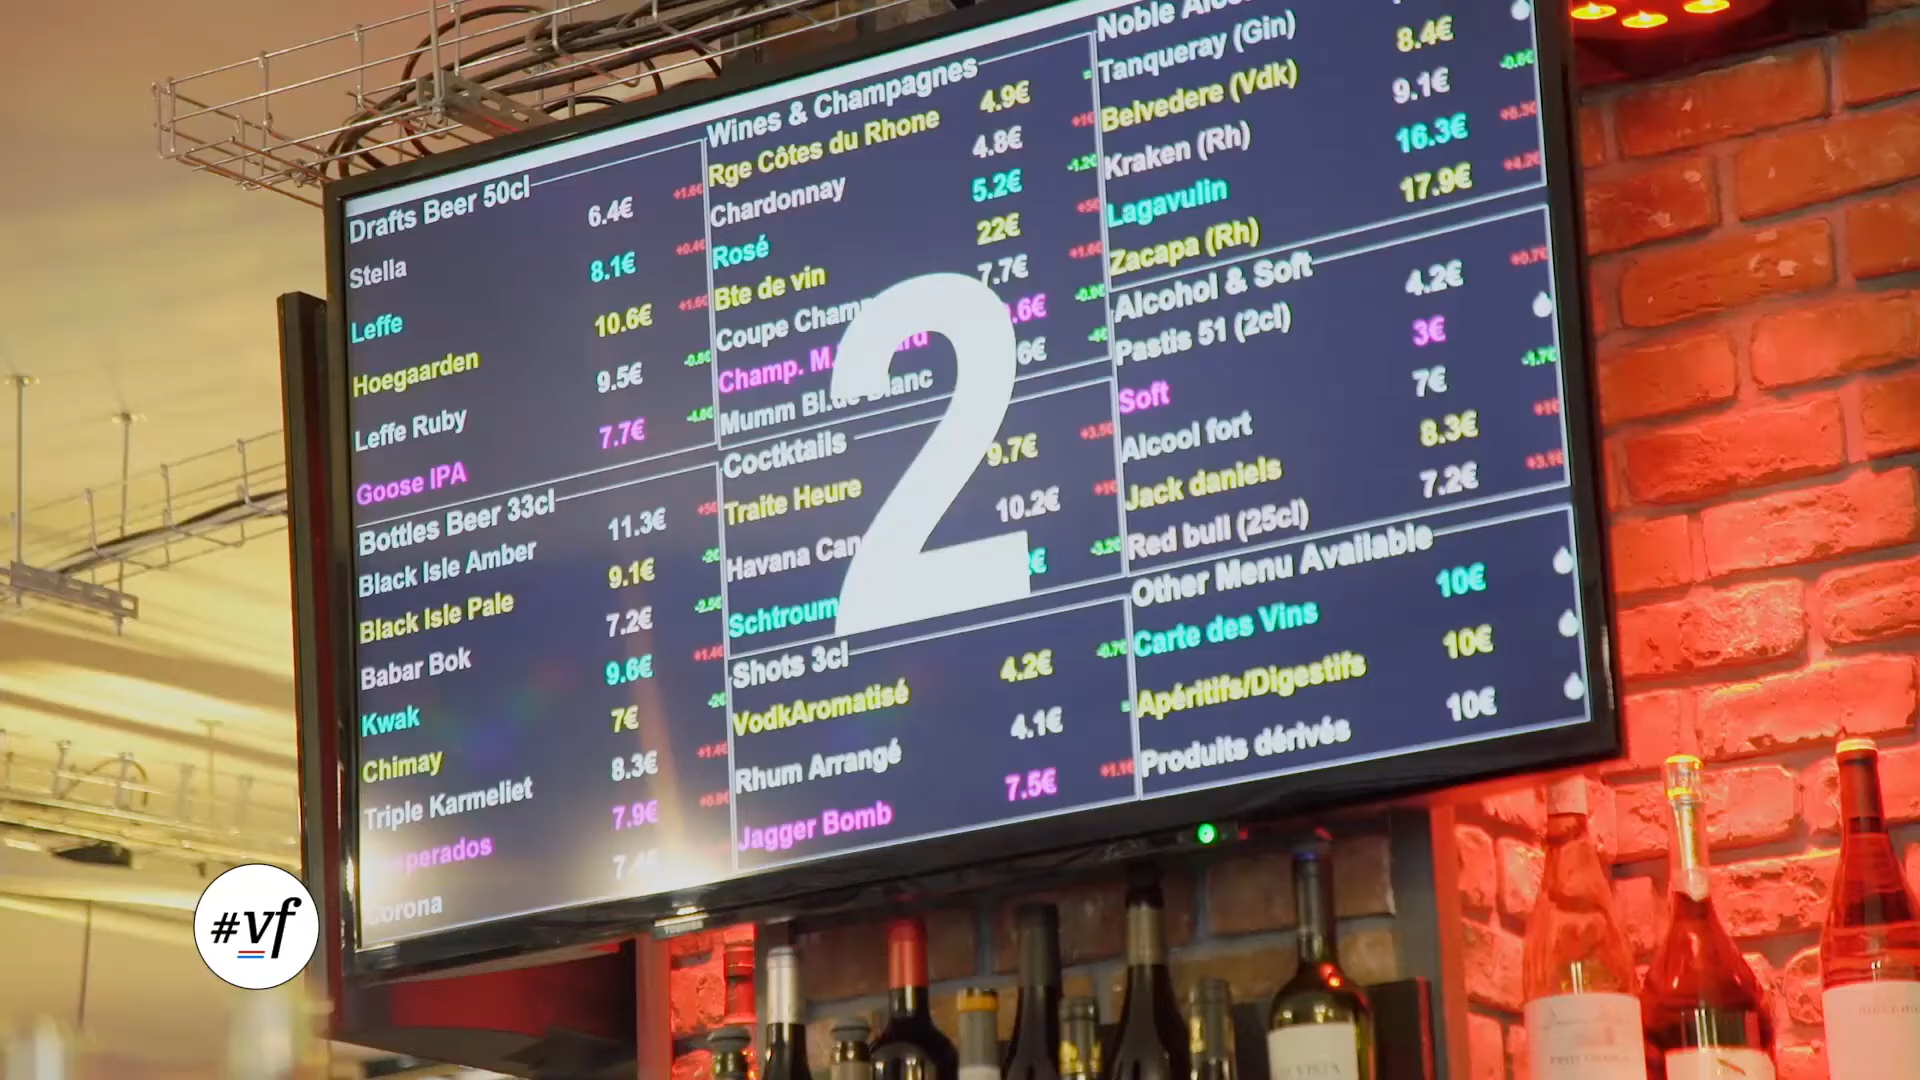 Drafts Beer 50cl
Stella 6.4€
Leffe 8.1€
Hoegaarden 10.6€
Leffe Ruby 9.5€
Goose IPA 7.7€
Bottles Beer 33cl
Black Isle Amber 11.3€
Black Isle Pale 9.1€
Babar Bok 7.2€
Kwak 9.6€
Chimay 7€
Triple Karmeliet 8.3€
7.9€
Wines & Champagnes
Rge Côtes du Rhone 4.9€
Chardonnay 4.8€
Rosé 5.2€
Bte de vin 22€
Coupe 7.7€
Champ.
Mumm
Cocktktails
Traite Heure 9.7€
Havana 10.2€
Shots 3cl
VodkAromatisé 4.2€
Rhum Arrangé 4.1€
Jagger Bomb 7.5€
Noble
Tanqueray (Gin)
Belvedere (Vdk) 8.4€
Kraken (Rh) 9.1€
Lagavulin 16.3€
Zacapa (Rh) 17.9€
Alcohol & Soft
Pastis 51 (2cl) 4.2€
Soft 3€
Alcool fort 7€
Jack daniels 8.3€
Red bull (25cl) 7.2€
Other Menu Available
Carte des Vins 10€
Apéritifs/Digestifs 10€
Produits dérivés 10€
2
#vf
TOSHIBA